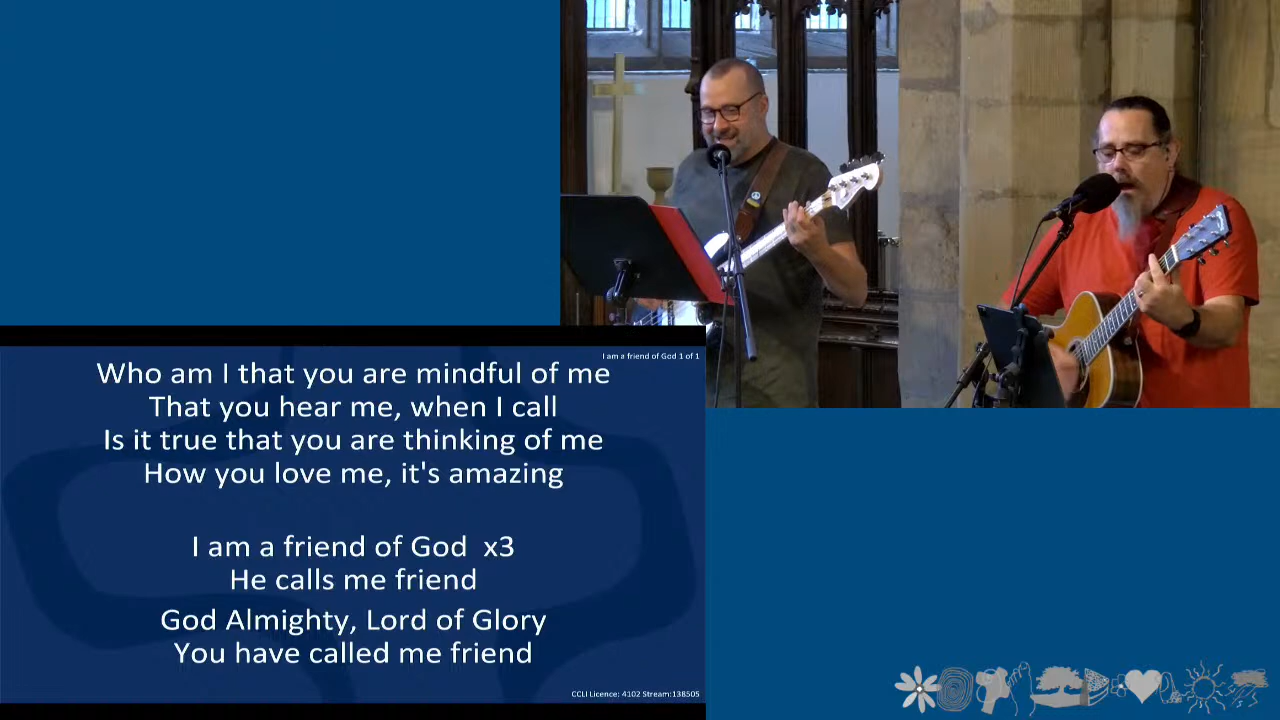 I am a friend of God 1 of 1
Who am I that you are mindful of me
That you hear me, when I call
Is it true that you are thinking of me
How you love me, it's amazing
I am a friend of God  x3
He calls me friend
God Almighty, Lord of Glory
You have called me friend
CCLI Licence: 4102 Stream:138505